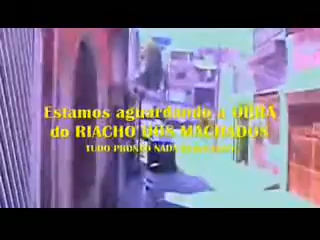 Estamos aguardando a OBRA
do RIACHO DOS MACHADOS
TUDO PRONTO NADA